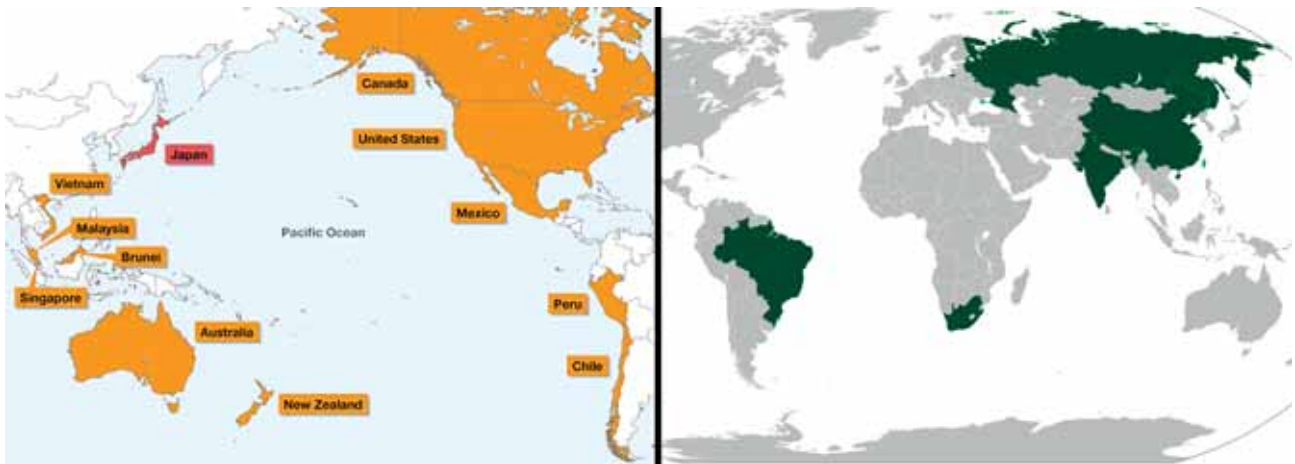 Canada
United States
Japan
Vietnam
Mexico
Malaysia
Pacific Ocean
Brunei
Singapore
Peru
Australia
Chile
New Zealand